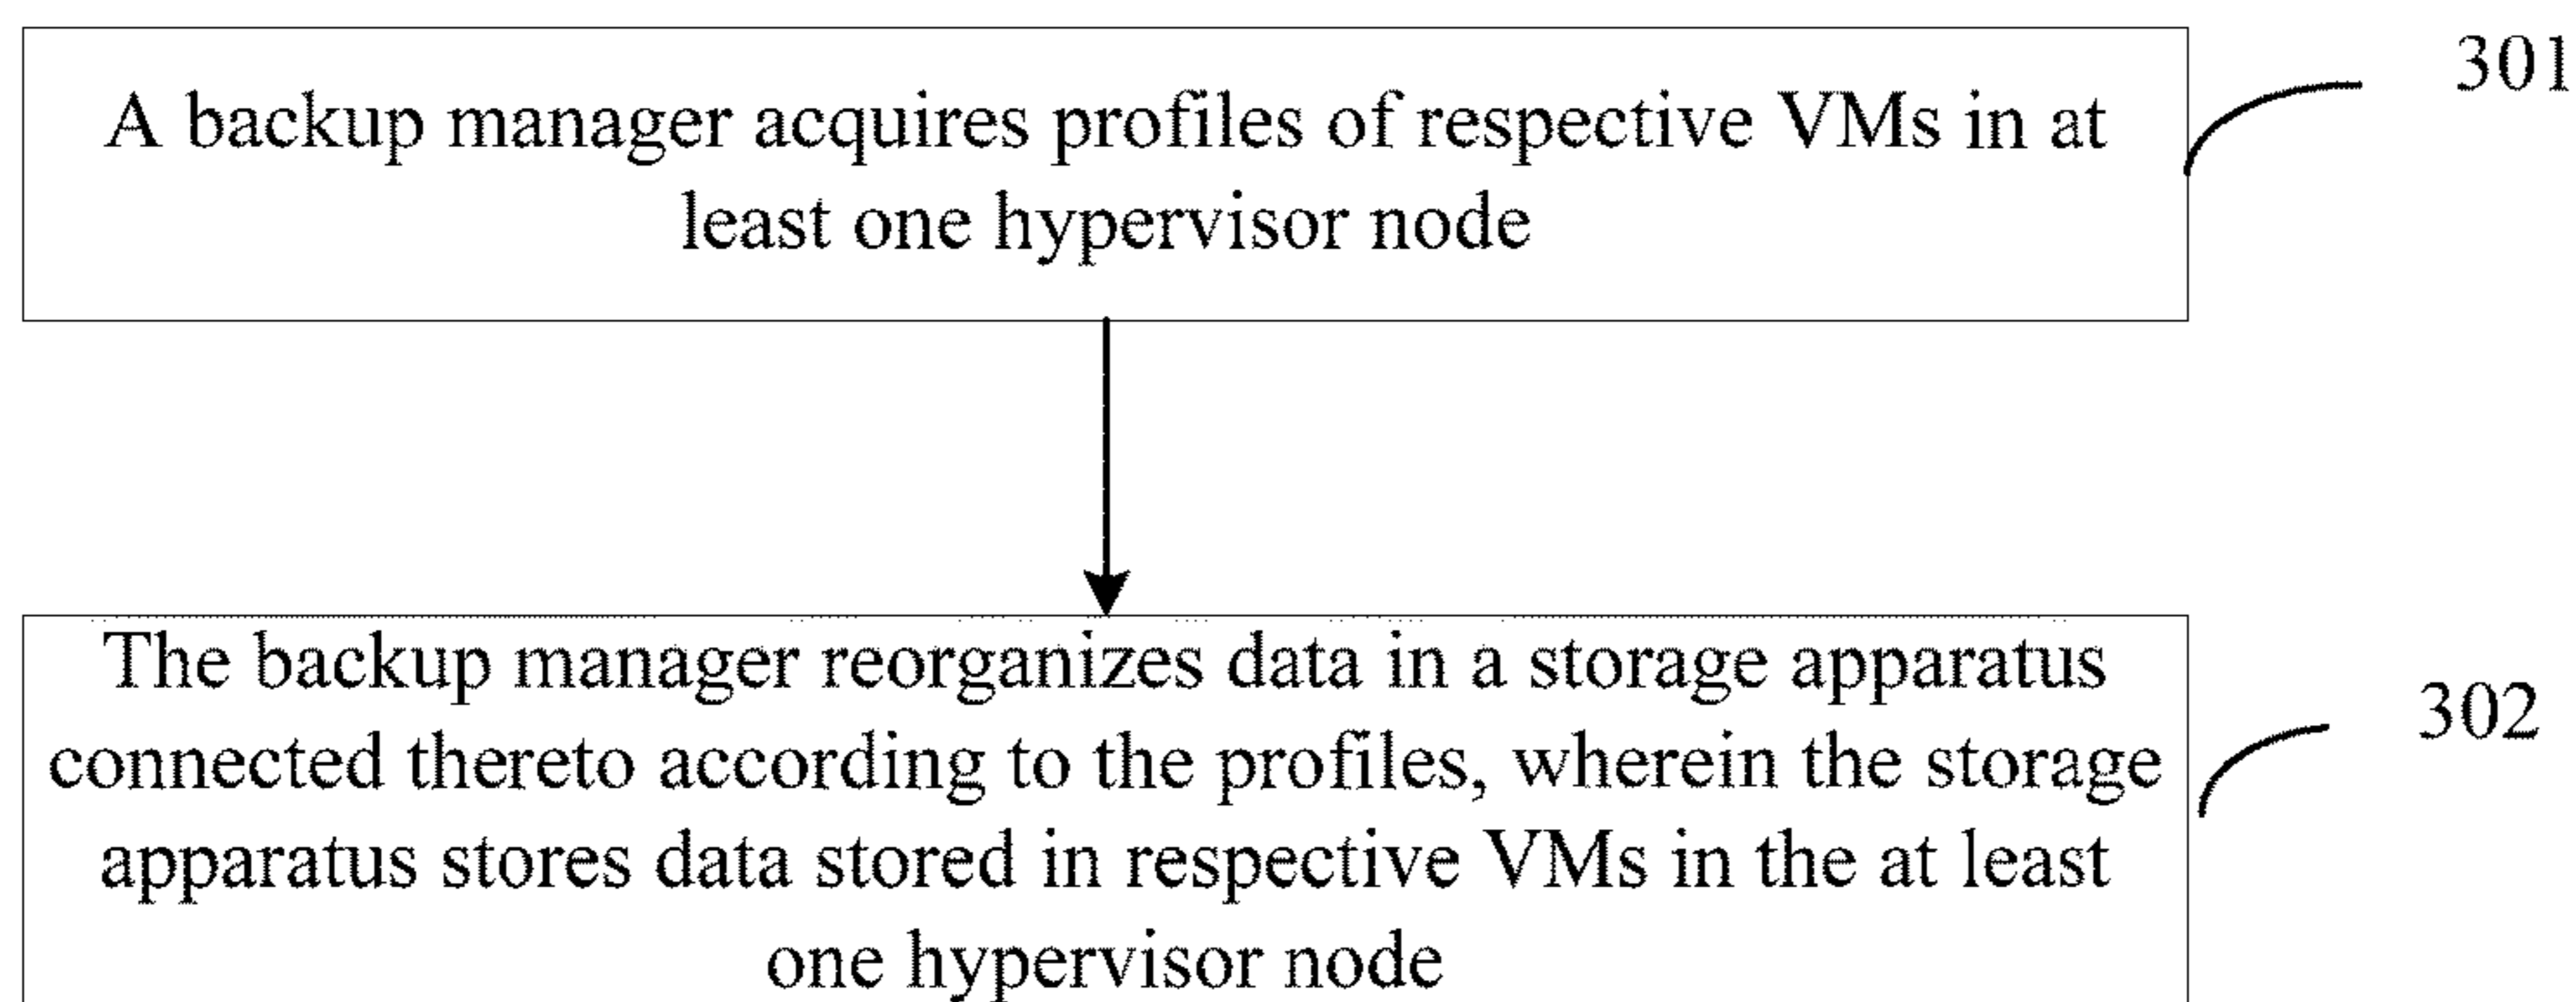 A backup manager acquires profiles of respective VMs in at
least one hypervisor node
301
The backup manager reorganizes data in a storage apparatus
connected thereto according to the profiles, wherein the storage
apparatus stores data stored in respective VMs in the at least
one hypervisor node
302